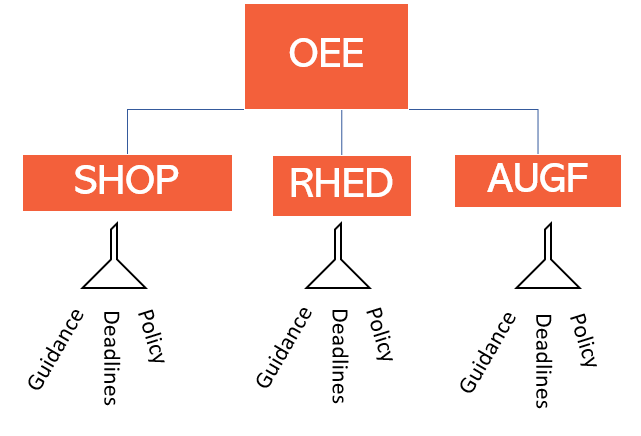 OEE
SHOP
RHED
AUGF
Guidance
Deadlines
Policy
Guidance
Deadlines
Policy
Guidance
Deadlines
Policy